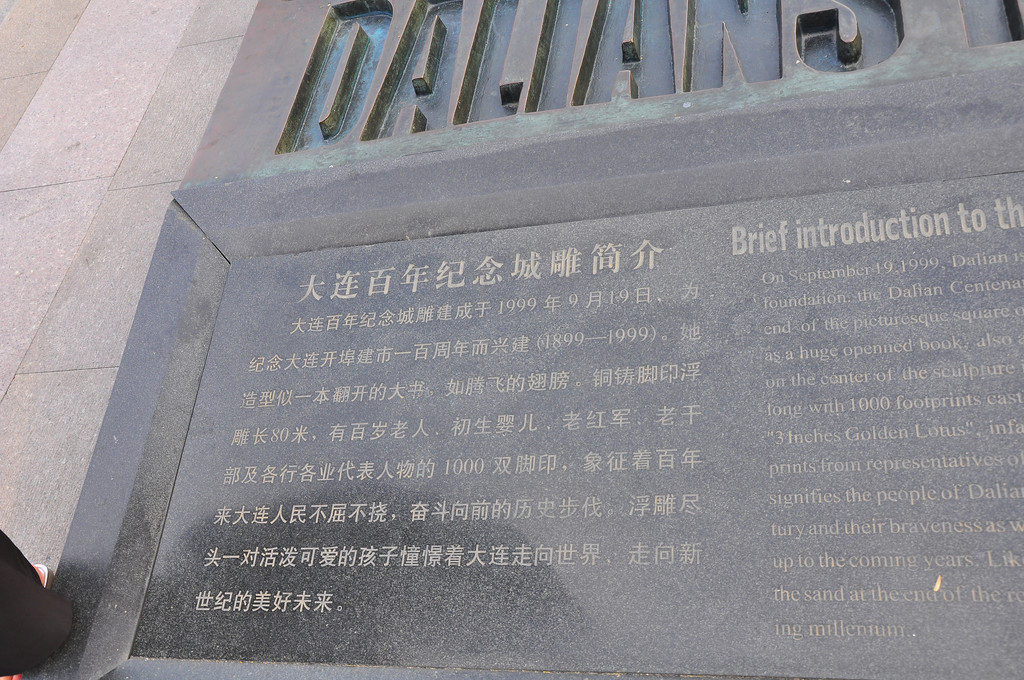 DALIAN'S
大连百年纪念城雕简介
大连百年纪念城雕建成于1999年9月19日、为
纪念大连开埠建市一百周年而兴建(1899—1999)。她
造型似一本翻开的大书。如腾飞的翅膀。铜铸脚印浮
雕长80米，有百岁老人、初生婴儿、老红军、老干
部及各行各业代表人物的1000双脚印，象征着百年
来大连人民不屈不挠，奋斗向前的历史步伐。浮雕尽
头一对活泼可爱的孩子憧憬着大连走向世界，走向新
世纪的美好未来。
Brief introduction to th
On September 19,1999, Dalian is
foundation, the Dalian Centena
end of the picturesque square o
as a huge openned book, also a
on the center of the sculpture
long with 1000 footprints cast
"3 Inches Golden Lotus", infa
prints from representatives of
signifies the people of Dalian
tury and their braveness as w
up to the coming years. Lik
the sand at the end of the ro
ing millenium.